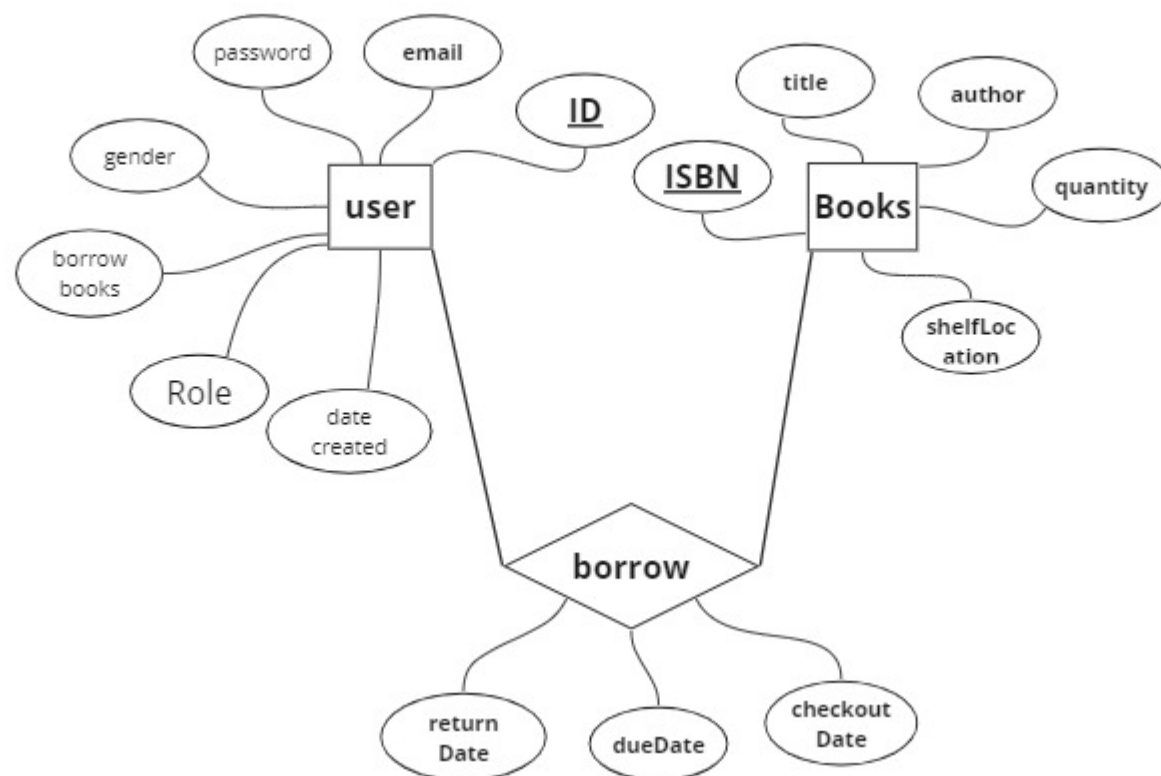 password
email
ID
title
author
gender
ISBN
quantity
user
Books
borrow
books
shelfLoc
ation
Role
date
created
borrow
return
Date
dueDate
checkout
Date